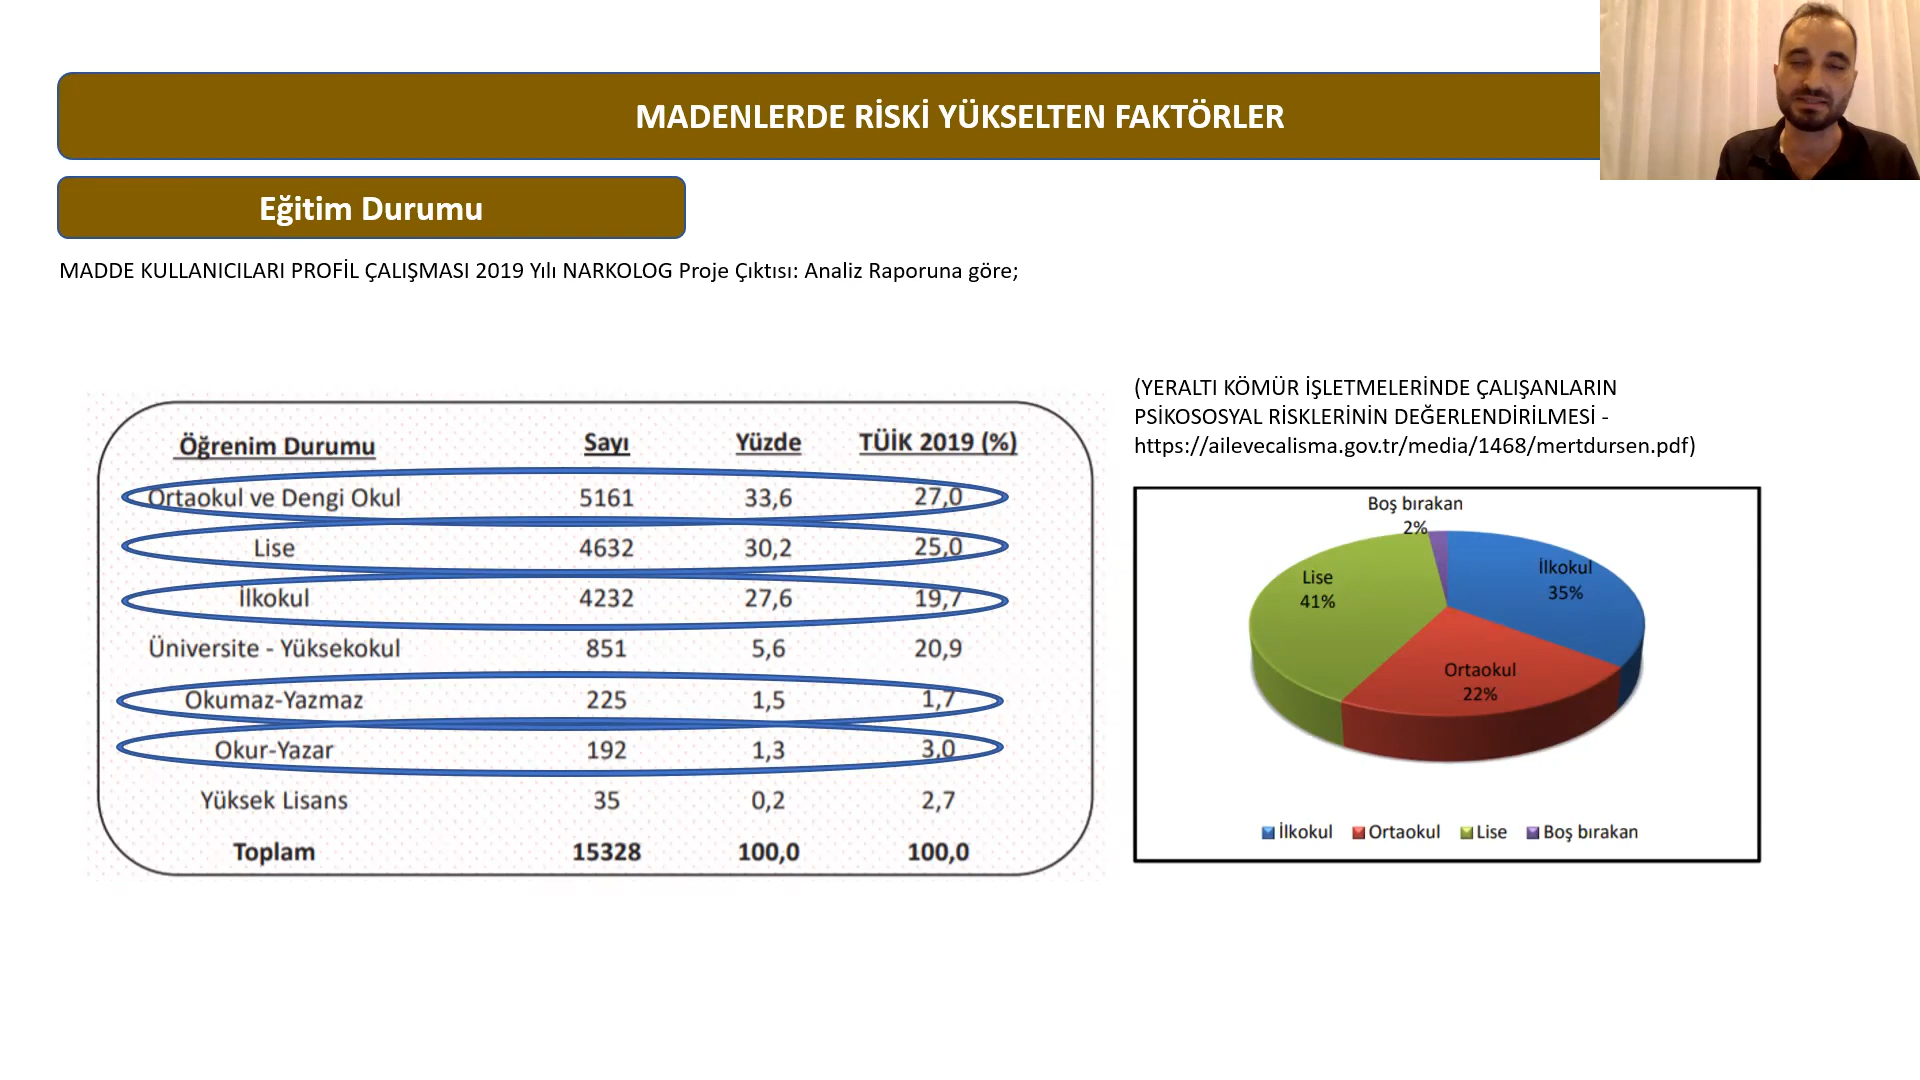 MADENLERDE RİSKİ YÜKSELTEN FAKTÖRLER
Eğitim Durumu
MADDE KULLANICILARI PROFİL ÇALIŞMASI 2019 Yılı NARKOLOG Proje Çıktısı: Analiz Raporuna göre;
Öğrenim Durumu Sayı Yüzde TÜİK 2019 (%)
Ortaokul ve Dengi Okul 5161 33,6 27,0
Lise 4632 30,2 25,0
İlkokul 4232 27,6 19,7
Üniversite - Yüksekokul 851 5,6 20,9
Okumaz-Yazmaz 225 1,5 1,7
Okur-Yazar 192 1,3 3,0
Yüksek Lisans 35 0,2 2,7
Toplam 15328 100,0 100,0
(YERALTI KÖMÜR İŞLETMELERİNDE ÇALIŞANLARIN
PSİKOSOSYAL RİSKLERİNİN DEĞERLENDİRİLMESİ -
https://ailevecalisma.gov.tr/media/1468/mertdursen.pdf)
Boş bırakan
2%
İlkokul
35%
Lise
41%
Ortaokul
22%
İlkokul Ortaokul Lise Boş bırakan